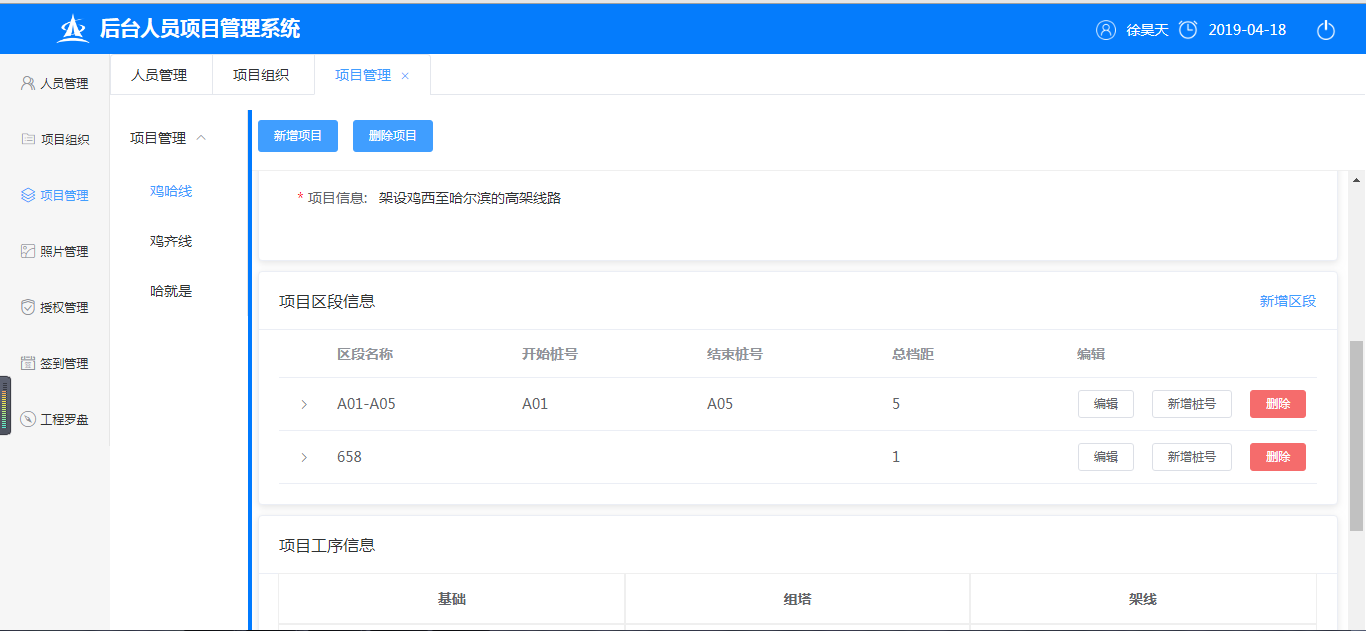 后台人员项目管理系统
徐昊天 2019-04-18
人员管理
项目组织
项目管理
照片管理
授权管理
签到管理
工程罗盘
人员管理 项目组织 项目管理 ×
项目管理
鸡哈线
鸡齐线
哈就是
新增项目 删除项目
* 项目信息: 架设鸡西至哈尔滨的高架线路
项目区段信息 新增区段
区段名称 开始桩号 结束桩号 总档距 编辑
A01-A05 A01 A05 5 编辑 新增桩号 删除
658 1 编辑 新增桩号 删除
项目工序信息
基础 组塔 架线